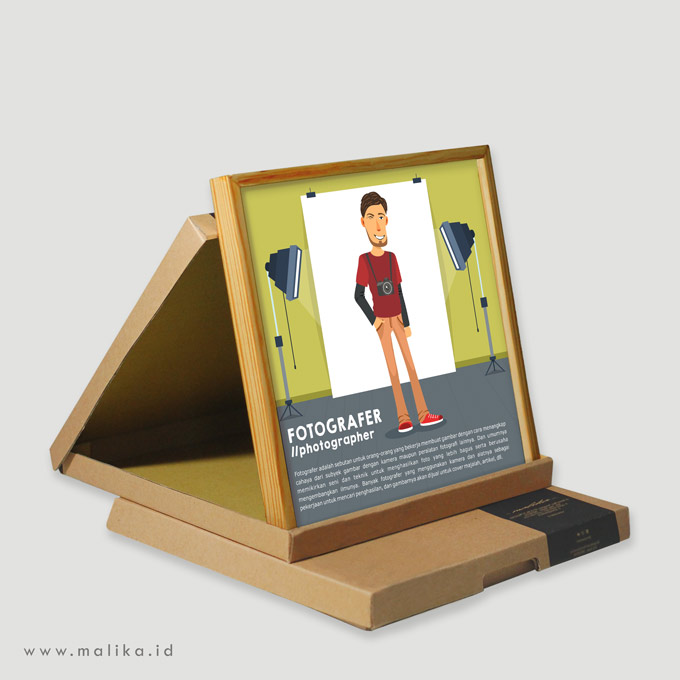 FOTOGRAFER
//photographer
Fotografer adalah sebutan untuk orang-orang yang bekerja membuat gambar dengan cara menangkap
cahaya dari subyek gambar dengan kamera maupun peralatan fotografi lainnya. Dan umumnya
memikirkan seni dan teknik untuk menghasilkan foto yang lebih bagus serta berusaha
mengembangkan ilmunya. Banyak fotografer yang menggunakan kamera dan alatnya sebagai
pekerjaan untuk mencari penghasilan, dan gambarnya akan dijual untuk cover majalah, artikel, dll.
malika
www.malika.id